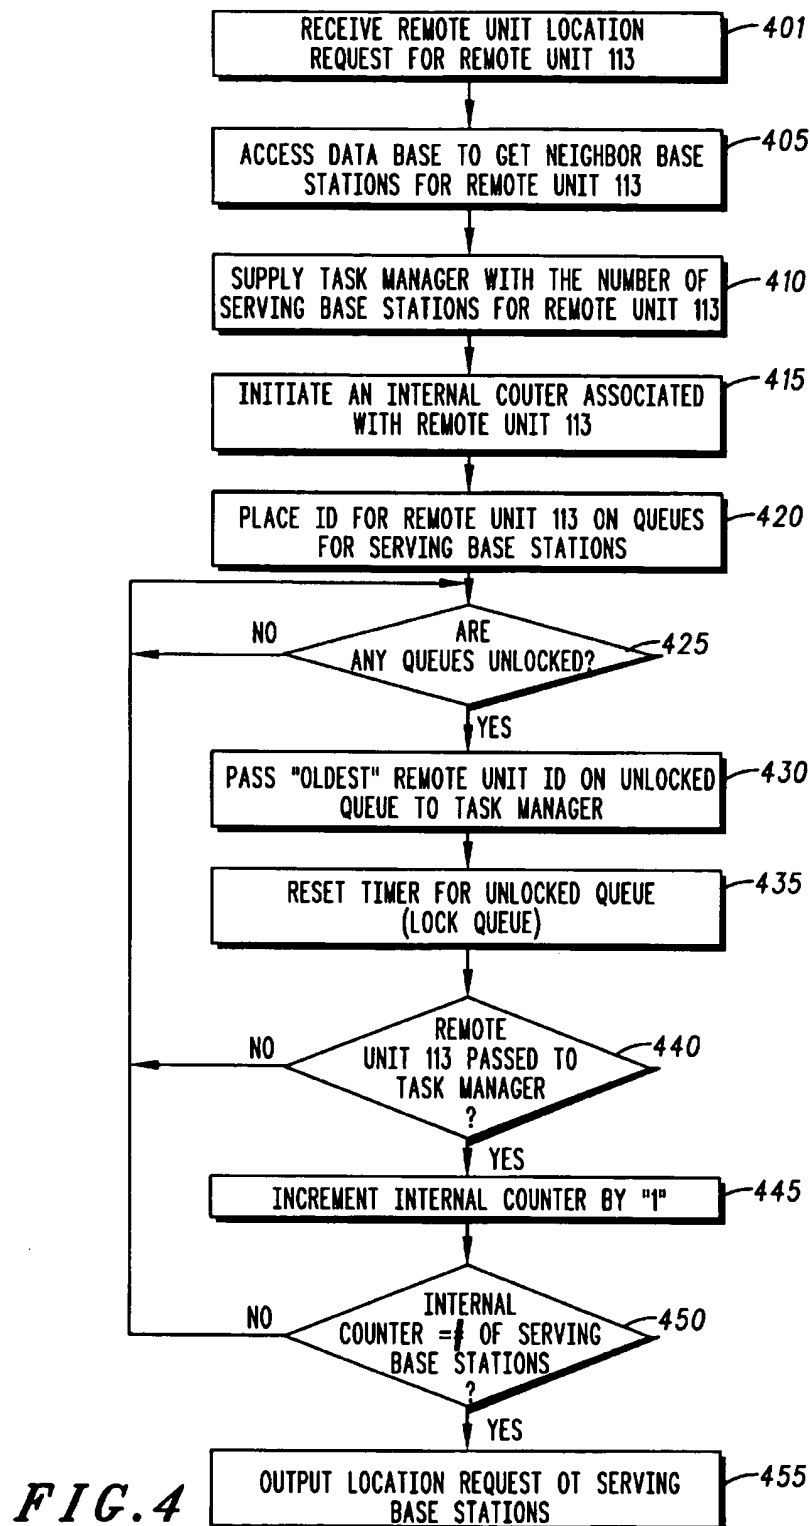 RECEIVE REMOTE UNIT LOCATION
REQUEST FOR REMOTE UNIT 113
401
ACCESS DATA BASE TO GET NEIGHBOR BASE
STATIONS FOR REMOTE UNIT 113
405
SUPPLY TASK MANAGER WITH THE NUMBER OF
SERVING BASE STATIONS FOR REMOTE UNIT 113
410
INITIATE AN INTERNAL COUTER ASSOCIATED
WITH REMOTE UNIT 113
415
PLACE ID FOR REMOTE UNIT 113 ON QUEUES
FOR SERVING BASE STATIONS
420
NO
ARE
ANY QUEUES UNLOCKED?
425
YES
PASS "OLDEST" REMOTE UNIT ID ON UNLOCKED
QUEUE TO TASK MANAGER
430
RESET TIMER FOR UNLOCKED QUEUE
(LOCK QUEUE)
435
NO
REMOTE
UNIT 113 PASSED TO
TASK MANAGER
?
440
YES
INCREMENT INTERNAL COUNTER BY "1"
445
NO
INTERNAL
COUNTER =# OF SERVING
BASE STATIONS
?
450
YES
OUTPUT LOCATION REQUEST OT SERVING
BASE STATIONS
455
FIG.4